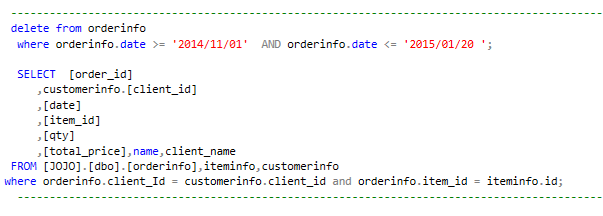 delete from orderinfo
where orderinfo.date >= '2014/11/01'  AND orderinfo.date <= '2015/01/20 ';
SELECT  [order_id]
,customerinfo.[client_id]
,[date]
,[item_id]
,[qty]
,[total_price],name,client_name
FROM [JOJO].[dbo].[orderinfo],iteminfo,customerinfo
where orderinfo.client_Id = customerinfo.client_id and orderinfo.item_id = iteminfo.id;